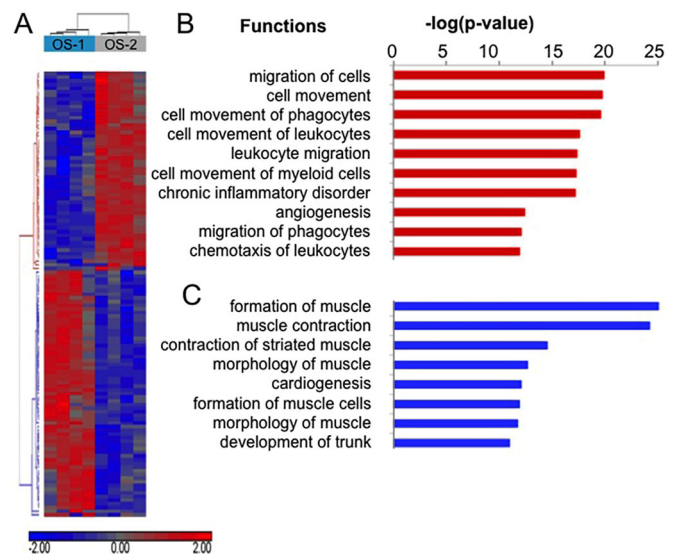 A
OS-1 OS-2
B Functions -log(p-value)
0 5 10 15 20 25
migration of cells
cell movement
cell movement of phagocytes
cell movement of leukocytes
leukocyte migration
cell movement of myeloid cells
chronic inflammatory disorder
angiogenesis
migration of phagocytes
chemotaxis of leukocytes
C
formation of muscle
muscle contraction
contraction of striated muscle
morphology of muscle
cardiogenesis
formation of muscle cells
morphology of muscle
development of trunk
-2.00 0.00 2.00